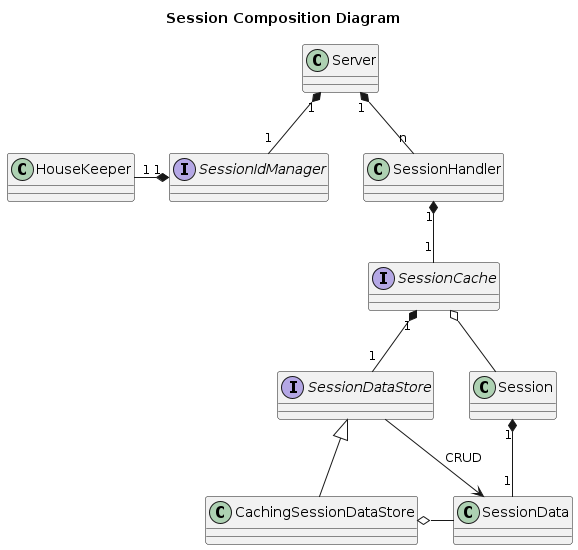 Session Composition Diagram
C Server
1 1
1 n
C HouseKeeper
1 1
I SessionIdManager
C SessionHandler
1
1
I SessionCache
1
1
I SessionDataStore
C Session
1
CRUD
1
C CachingSessionDataStore
C SessionData